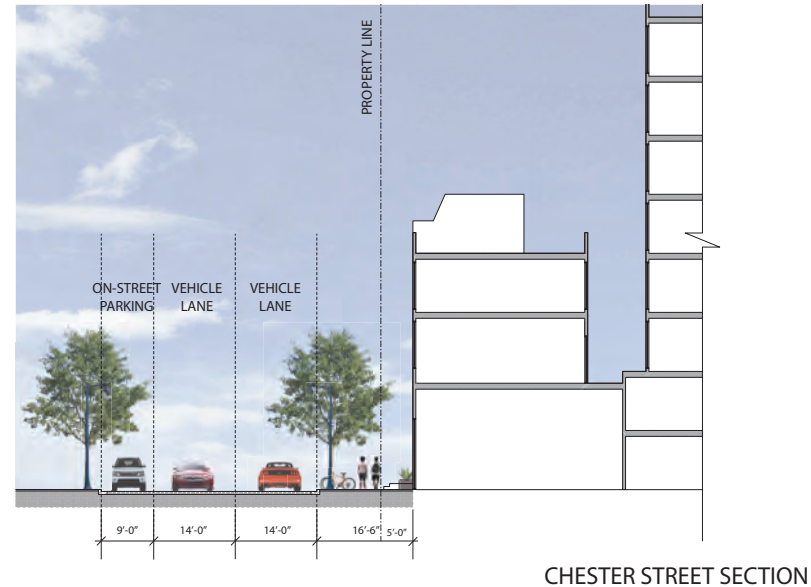 PROPERTY LINE
ON-STREET
PARKING
VEHICLE
LANE
VEHICLE
LANE
9'-0"
14'-0"
14'-0"
16'-6"
5'-0"
CHESTER STREET SECTION